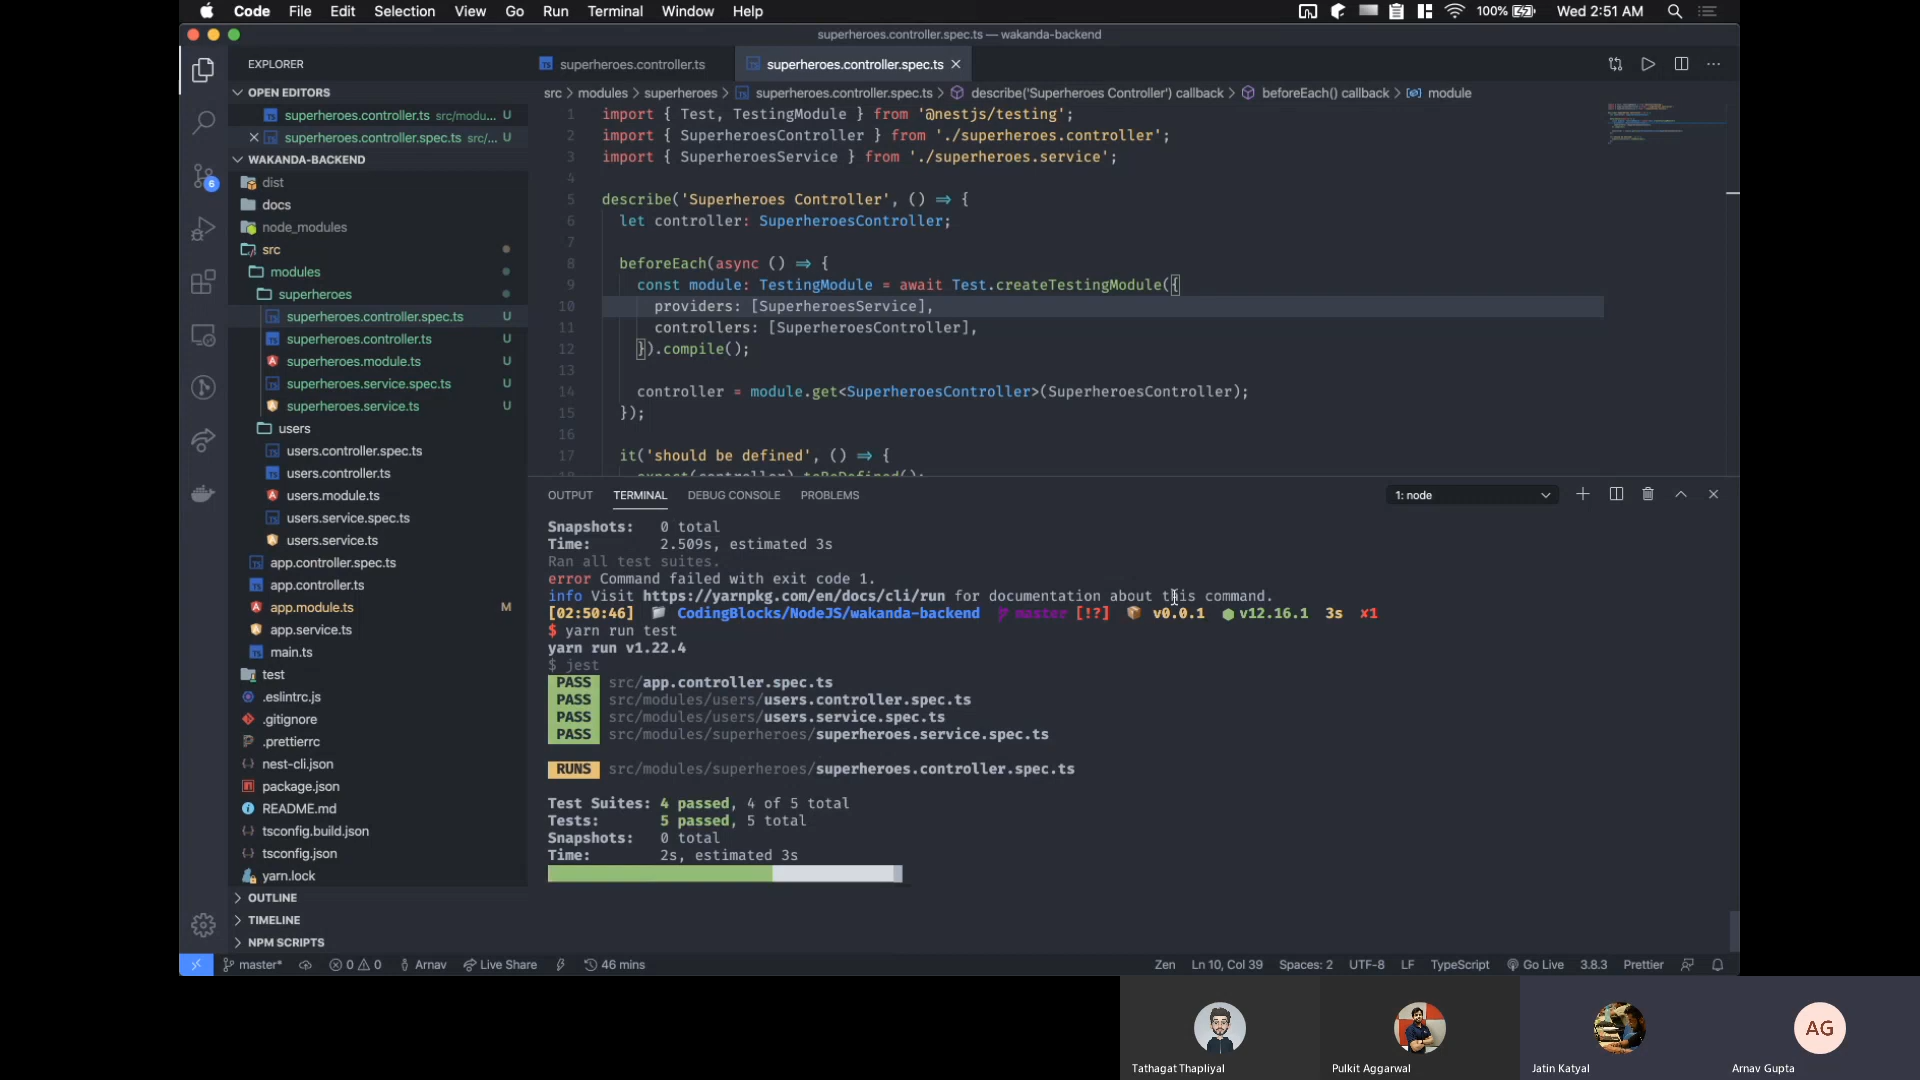 Code File Edit Selection View Go Run Terminal Window Help 100% Wed 2:51 AM
superheroes.controller.spec.ts — wakanda-backend
EXPLORER
OPEN EDITORS
superheroes.controller.ts src/modu... U
superheroes.controller.spec.ts src/... U
WAKANDA-BACKEND
dist
docs
node_modules
src
modules
superheroes
superheroes.controller.spec.ts U
superheroes.controller.ts U
superheroes.module.ts U
superheroes.service.spec.ts U
superheroes.service.ts U
users
users.controller.spec.ts
users.controller.ts
users.module.ts
users.service.spec.ts
users.service.ts
app.controller.spec.ts
app.controller.ts
app.module.ts M
app.service.ts
main.ts
test
.eslintrc.js
.gitignore
.prettierrc
nest-cli.json
package.json
README.md
tsconfig.build.json
tsconfig.json
yarn.lock
OUTLINE
TIMELINE
NPM SCRIPTS
6
superheroes.controller.ts superheroes.controller.spec.ts
src > modules > superheroes > superheroes.controller.spec.ts > describe('Superheroes Controller') callback > beforeEach() callback > module
1 import { Test, TestingModule } from '@nestjs/testing';
2 import { SuperheroesController } from './superheroes.controller';
3 import { SuperheroesService } from './superheroes.service';
4
5 describe('Superheroes Controller', () => {
6 let controller: SuperheroesController;
7
8 beforeEach(async () => {
9 const module: TestingModule = await Test.createTestingModule({
10 providers: [SuperheroesService],
11 controllers: [SuperheroesController],
12 }).compile();
13
14 controller = module.get<SuperheroesController>(SuperheroesController);
15 });
16
17 it('should be defined', () => {
18 expect(controller).toBeDefined();
OUTPUT TERMINAL DEBUG CONSOLE PROBLEMS 1: node
Snapshots: 0 total
Time: 2.509s, estimated 3s
Ran all test suites.
error Command failed with exit code 1.
info Visit https://yarnpkg.com/en/docs/cli/run for documentation about this command.
[02:50:46] CodingBlocks/NodeJS/wakanda-backend master [!?] v0.0.1 v12.16.1 3s ✘1
$ yarn run test
yarn run v1.22.4
$ jest
PASS src/app.controller.spec.ts
PASS src/modules/users/users.controller.spec.ts
PASS src/modules/users/users.service.spec.ts
PASS src/modules/superheroes/superheroes.service.spec.ts
RUNS src/modules/superheroes/superheroes.controller.spec.ts
Test Suites: 4 passed, 4 of 5 total
Tests: 5 passed, 5 total
Snapshots: 0 total
Time: 2s, estimated 3s
master* 0 0 Arnav Live Share 46 mins Zen Ln 10, Col 39 Spaces: 2 UTF-8 LF TypeScript Go Live 3.8.3 Prettier
AG
Tathagat Thapliyal Pulkit Aggarwal Jatin Katyal Arnav Gupta